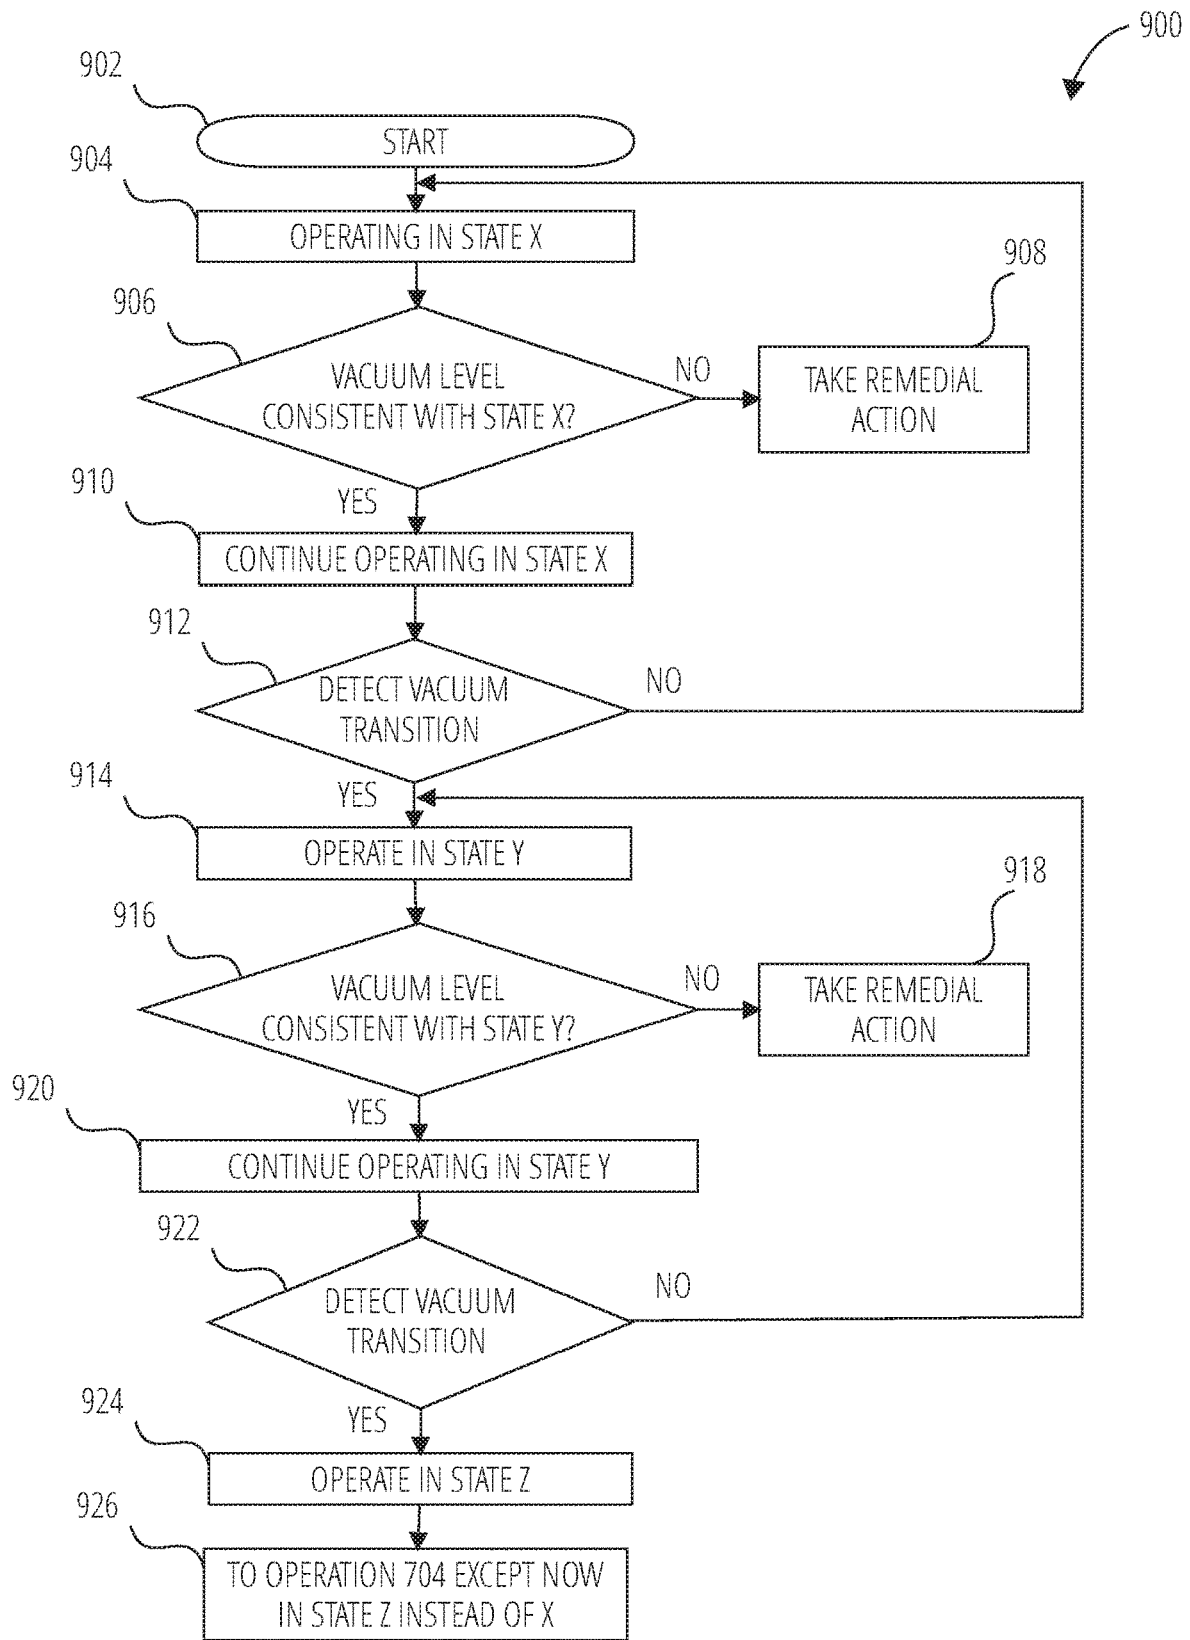 900
902
START
904
OPERATING IN STATE X
908
906
NO
VACUUM LEVEL
CONSISTENT WITH STATE X?
TAKE REMEDIAL
ACTION
910
YES
CONTINUE OPERATING IN STATE X
912
NO
DETECT VACUUM
TRANSITION
914
YES
OPERATE IN STATE Y
918
916
NO
VACUUM LEVEL
CONSISTENT WITH STATE Y?
TAKE REMEDIAL
ACTION
920
YES
CONTINUE OPERATING IN STATE Y
922
NO
DETECT VACUUM
TRANSITION
924
YES
OPERATE IN STATE Z
926
TO OPERATION 704 EXCEPT NOW
IN STATE Z INSTEAD OF X